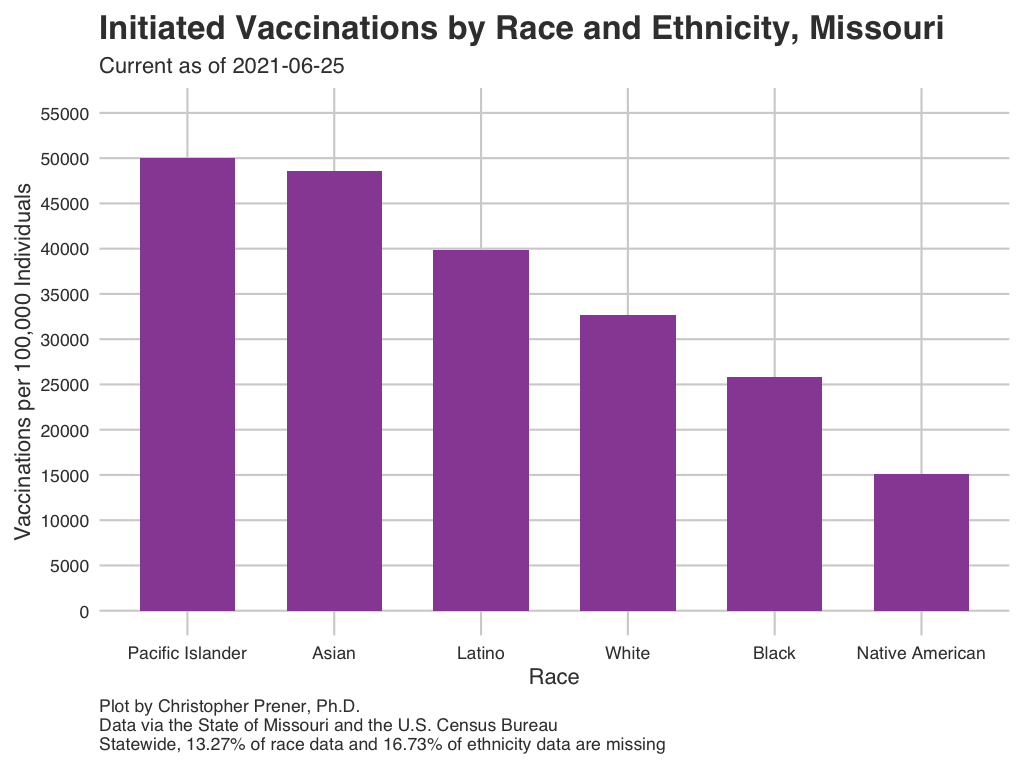 Initiated Vaccinations by Race and Ethnicity, Missouri
Current as of 2021-06-25
Vaccinations per 100,000 Individuals
55000
50000
45000
40000
35000
30000
25000
20000
15000
10000
5000
0
Pacific Islander Asian Latino White Black Native American
Race
Plot by Christopher Prener, Ph.D.
Data via the State of Missouri and the U.S. Census Bureau
Statewide, 13.27% of race data and 16.73% of ethnicity data are missing